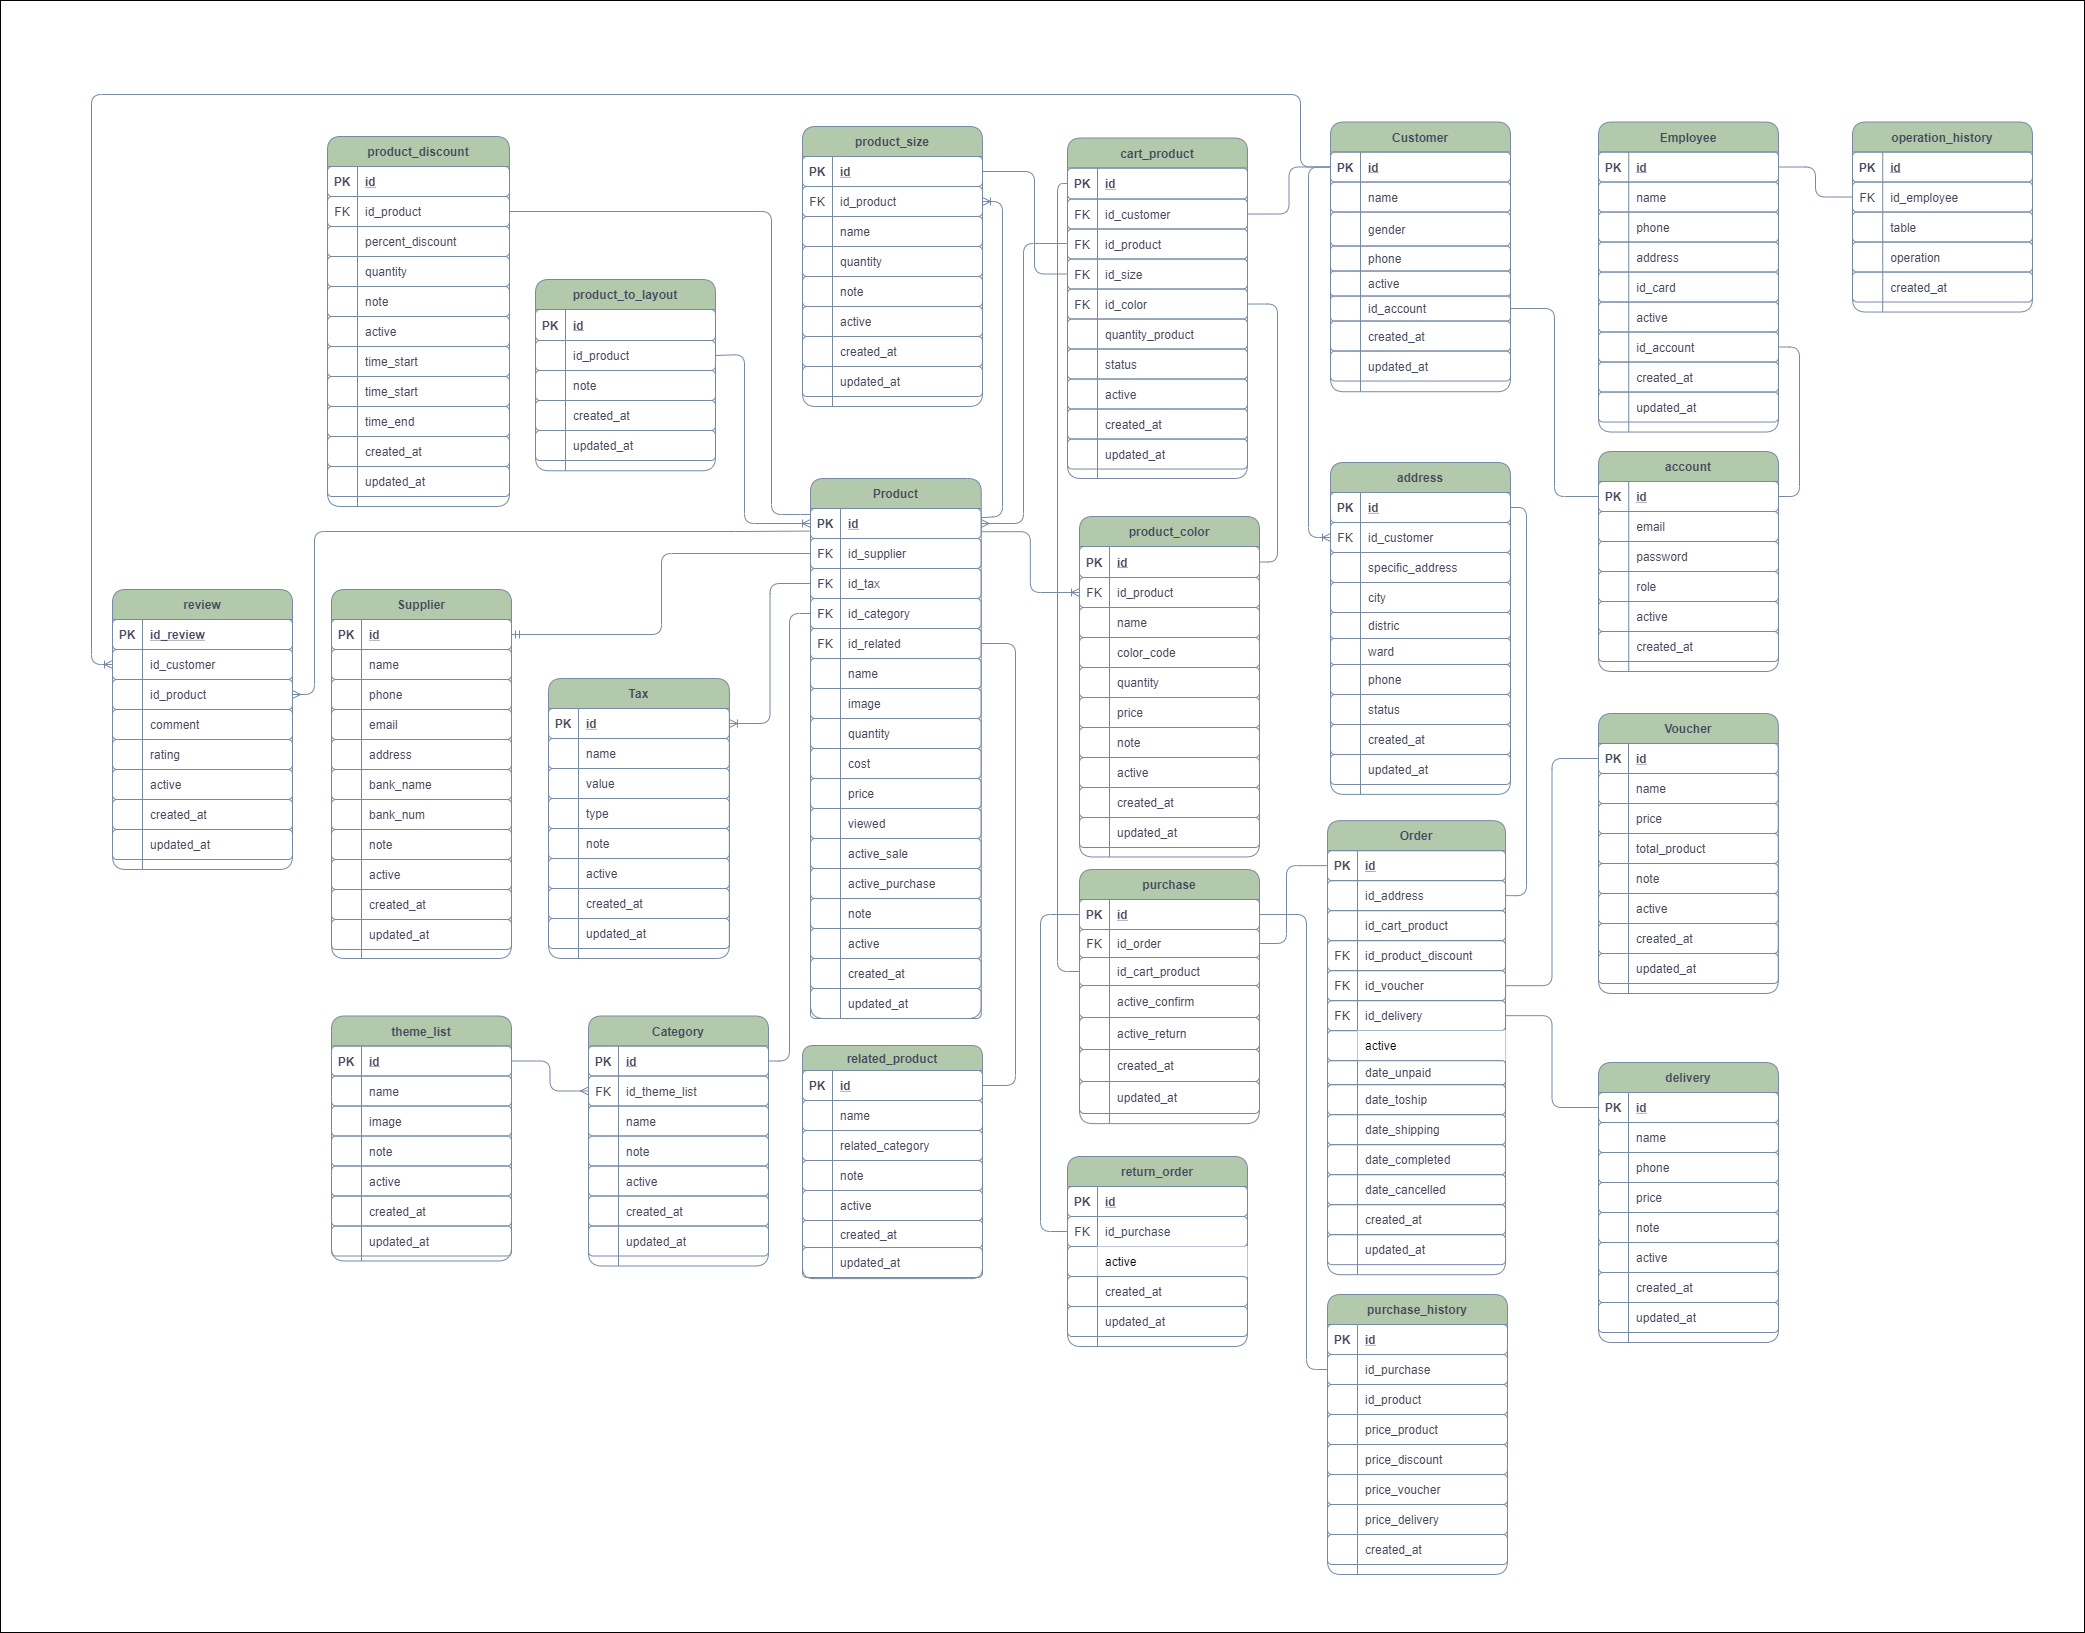 product_discount
PK id
FK id_product
percent_discount
quantity
note
active
time_start
time_start
time_end
created_at
updated_at
product_to_layout
PK id
id_product
note
created_at
updated_at
product_size
PK id
FK id_product
name
quantity
note
active
created_at
updated_at
cart_product
PK id
FK id_customer
FK id_product
FK id_size
FK id_color
quantity_product
status
active
created_at
updated_at
Customer
PK id
name
gender
phone
active
id_account
created_at
updated_at
Employee
PK id
name
phone
address
id_card
active
id_account
created_at
updated_at
operation_history
PK id
FK id_employee
table
operation
created_at
review
PK id_review
id_customer
id_product
comment
rating
active
created_at
updated_at
Supplier
PK id
name
phone
email
address
bank_name
bank_num
note
active
created_at
updated_at
Tax
PK id
name
value
type
note
active
created_at
updated_at
Product
PK id
FK id_supplier
FK id_tax
FK id_category
FK id_related
name
image
quantity
cost
price
viewed
active_sale
active_purchase
note
active
created_at
updated_at
product_color
PK id
FK id_product
name
color_code
quantity
price
note
active
created_at
updated_at
address
PK id
FK id_customer
specific_address
city
distric
ward
phone
status
created_at
updated_at
account
PK id
email
password
role
active
created_at
Voucher
PK id
name
price
total_product
note
active
created_at
updated_at
theme_list
PK id
name
image
note
active
created_at
updated_at
Category
PK id
FK id_theme_list
name
note
active
created_at
updated_at
related_product
PK id
name
related_category
note
active
created_at
updated_at
purchase
PK id
FK id_order
id_cart_product
active_confirm
active_return
created_at
updated_at
return_order
PK id
FK id_purchase
active
created_at
updated_at
Order
PK id
id_address
id_cart_product
FK id_product_discount
FK id_voucher
FK id_delivery
active
date_unpaid
date_toship
date_shipping
date_completed
date_cancelled
created_at
updated_at
delivery
PK id
name
phone
price
note
active
created_at
updated_at
purchase_history
PK id
id_purchase
id_product
price_product
price_discount
price_voucher
price_delivery
created_at